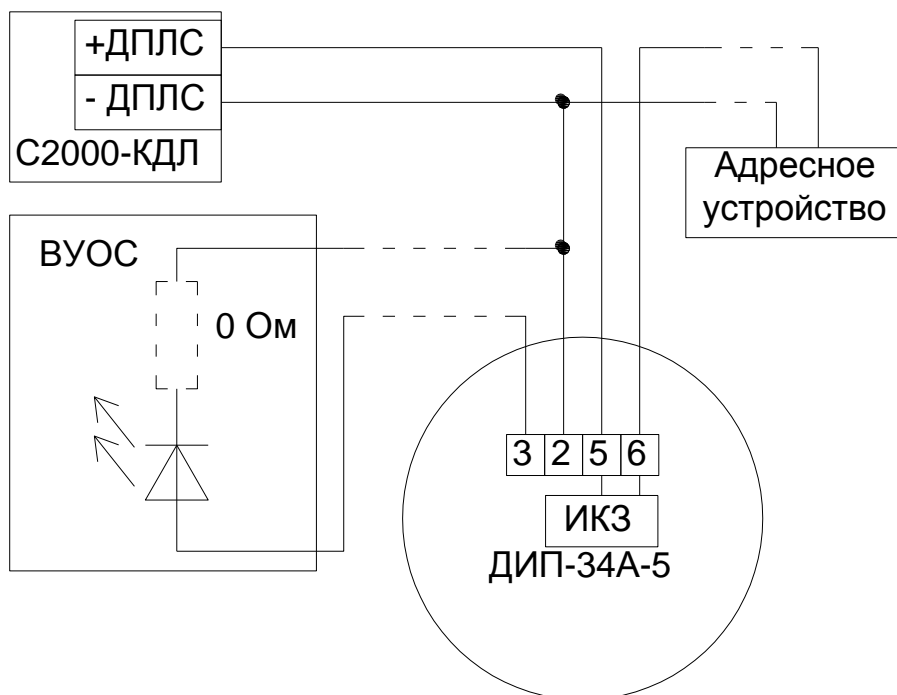 +ДПЛС
- ДПЛС
С2000-КДЛ
Адресное
устройство
ВУОС
0 Ом
3 2 5 6
ИКЗ
ДИП-34А-5